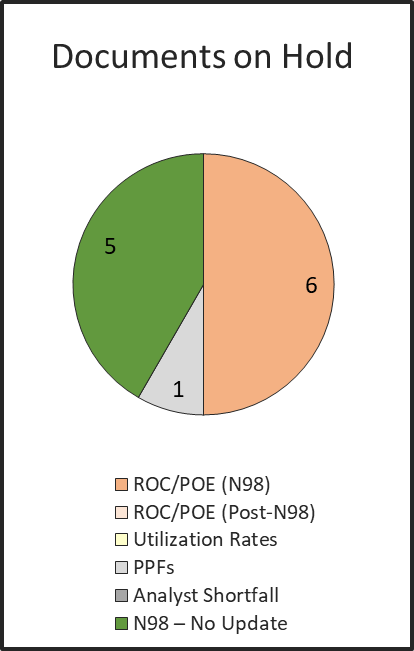 Documents on Hold
5
6
1
ROC/POE (N98)
ROC/POE (Post-N98)
Utilization Rates
PPFs
Analyst Shortfall
N98 – No Update